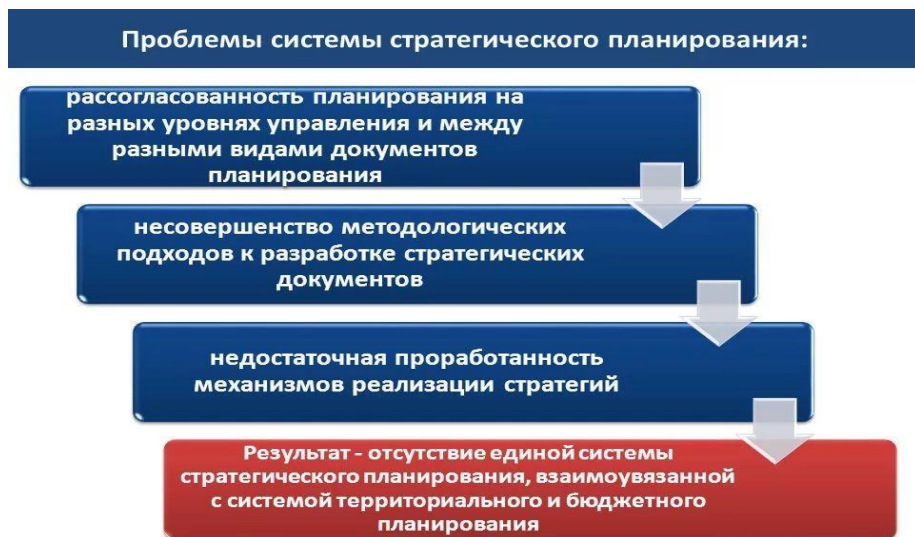 Проблемы системы стратегического планирования:
рассогласованность планирования на
разных уровнях управления и между
разными видами документов
планирования
несовершенство методологических
подходов к разработке стратегических
документов
недостаточная проработанность
механизмов реализации стратегий
Результат - отсутствие единой системы
стратегического планирования, взаимоувязанной
с системой территориального и бюджетного
планирования